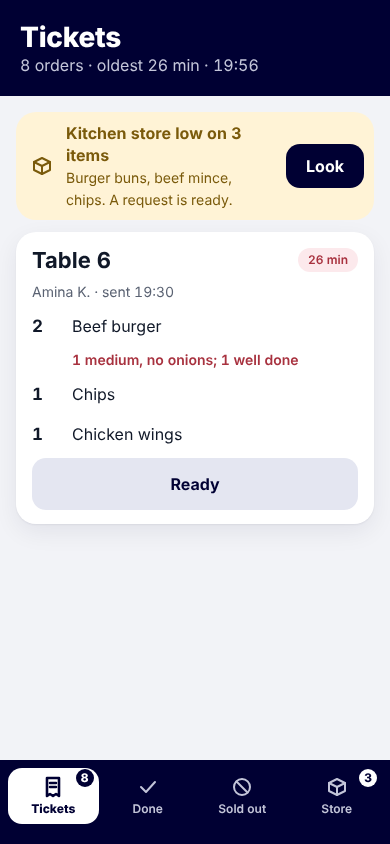 Tickets
8 orders · oldest 26 min · 19:56
Kitchen store low on 3
items
Burger buns, beef mince,
chips. A request is ready.
Look
Table 6
26 min
Amina K. · sent 19:30
2 Beef burger
1 medium, no onions; 1 well done
1 Chips
1 Chicken wings
Ready
8
3
Tickets Done Sold out Store